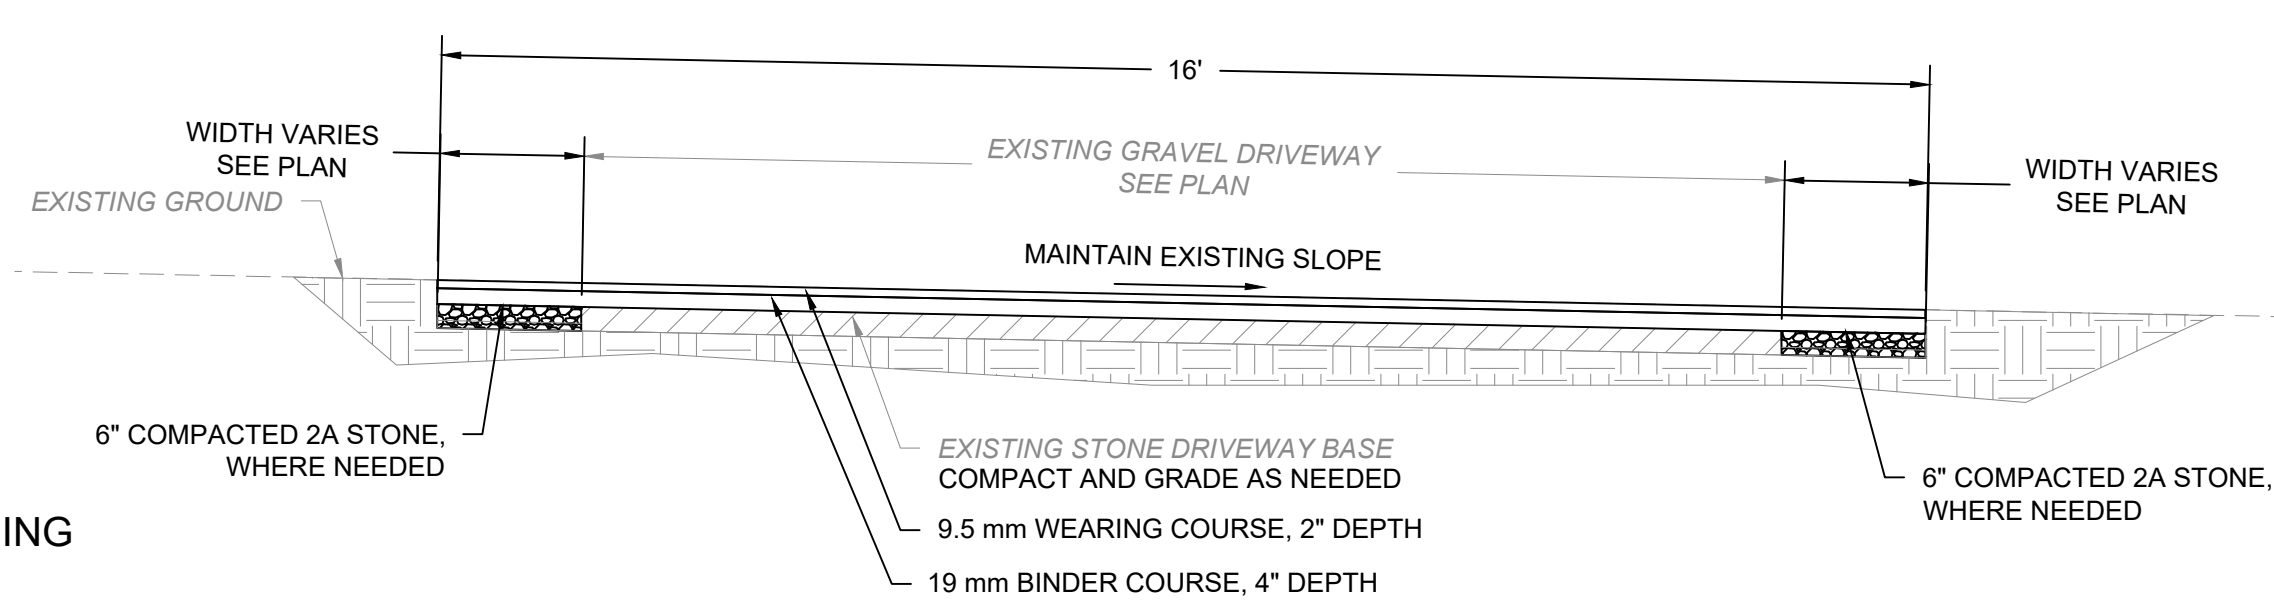 16'
WIDTH VARIES
SEE PLAN
EXISTING GRAVEL DRIVEWAY
SEE PLAN
WIDTH VARIES
SEE PLAN
EXISTING GROUND
MAINTAIN EXISTING SLOPE
6" COMPACTED 2A STONE,
WHERE NEEDED
EXISTING STONE DRIVEWAY BASE
COMPACT AND GRADE AS NEEDED
6" COMPACTED 2A STONE,
WHERE NEEDED
ING
9.5 mm WEARING COURSE, 2" DEPTH
19 mm BINDER COURSE, 4" DEPTH